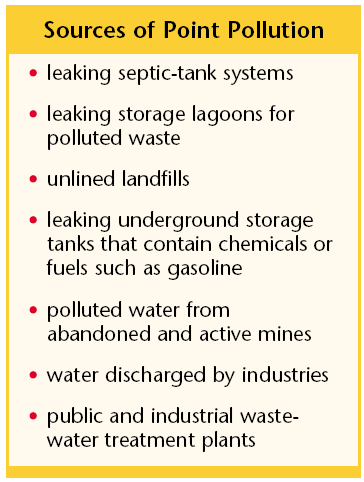 Sources of Point Pollution
• leaking septic-tank systems
• leaking storage lagoons for
polluted waste
• unlined landfills
• leaking underground storage
tanks that contain chemicals or
fuels such as gasoline
• polluted water from
abandoned and active mines
• water discharged by industries
• public and industrial waste-
water treatment plants